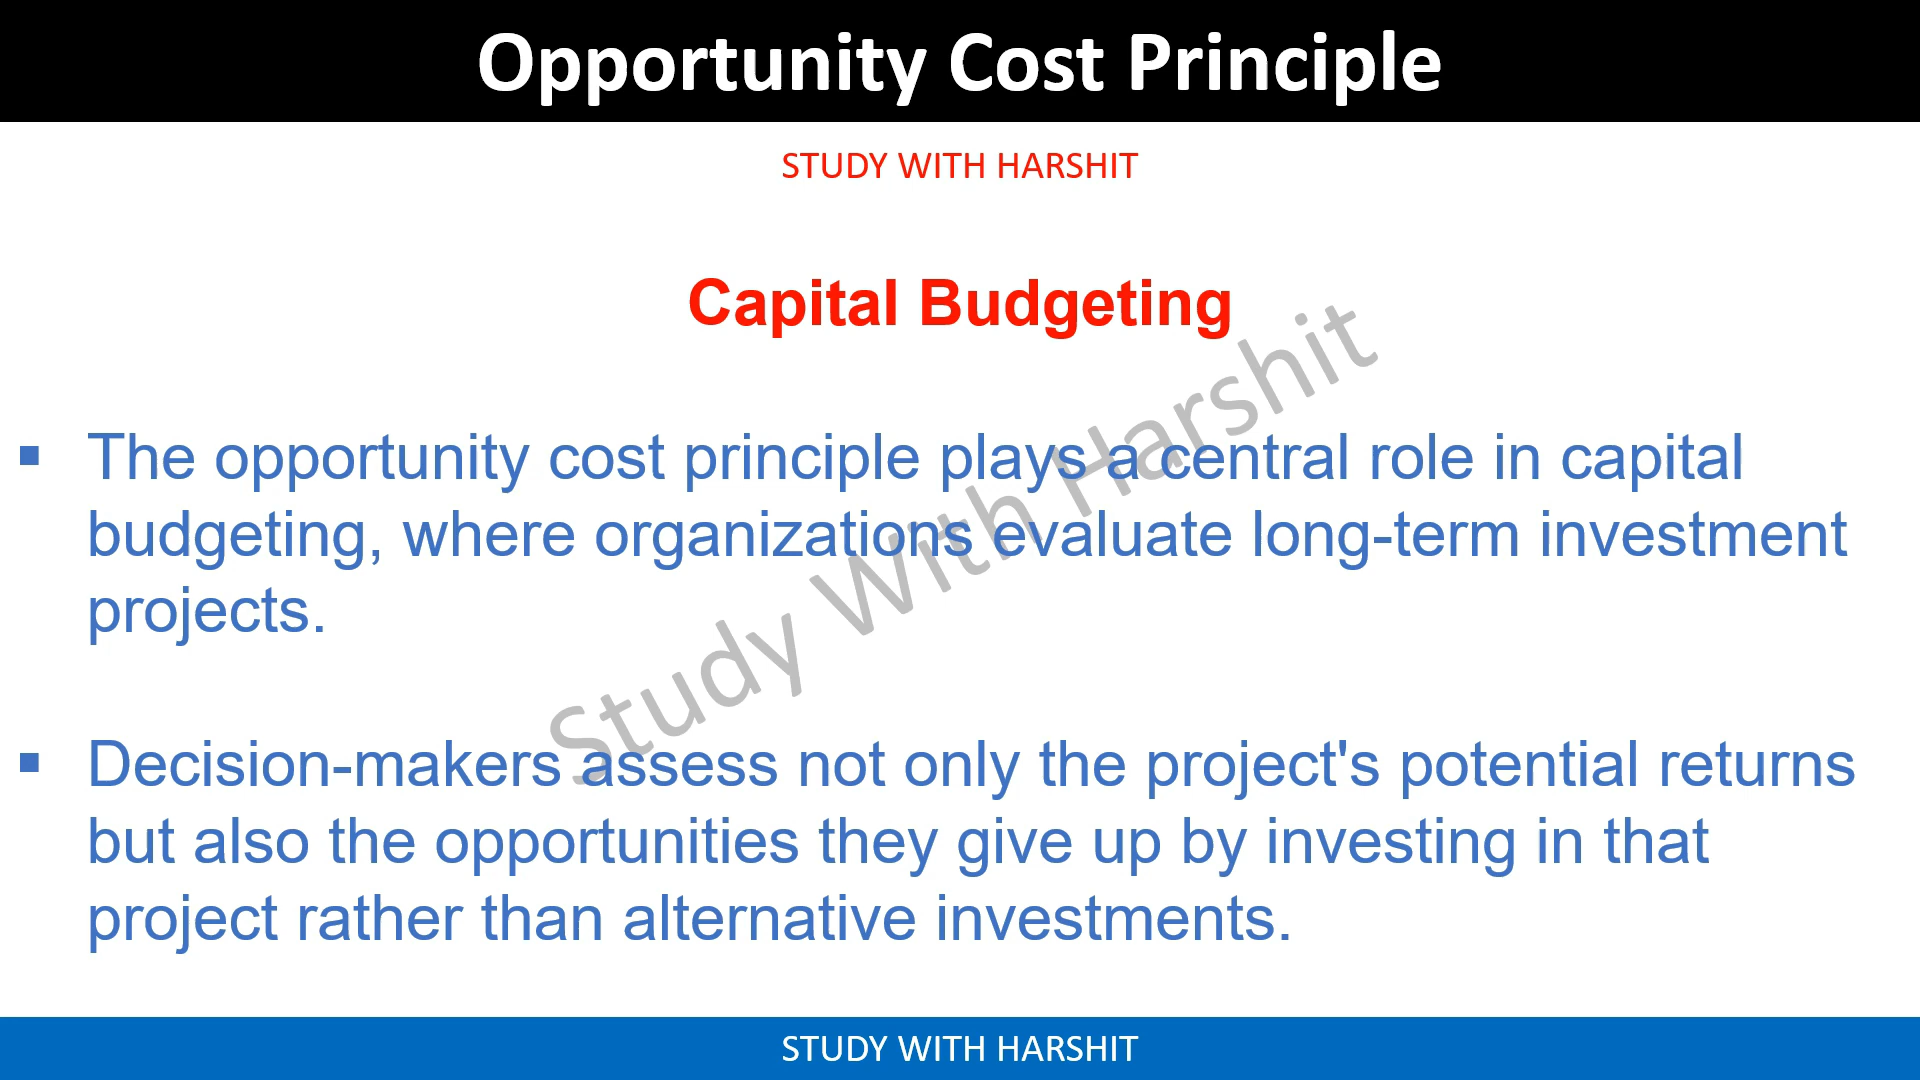 Opportunity Cost Principle
STUDY WITH HARSHIT
Capital Budgeting
▪ The opportunity cost principle plays a central role in capital
budgeting, where organizations evaluate long-term investment
projects.
▪ Decision-makers assess not only the project's potential returns
but also the opportunities they give up by investing in that
project rather than alternative investments.
Study With Harshit
STUDY WITH HARSHIT